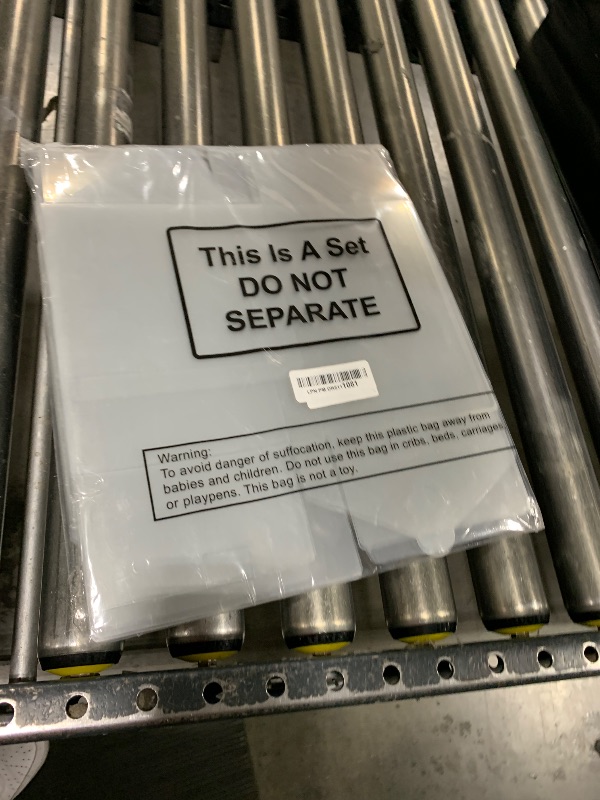 This Is A Set
DO NOT
SEPARATE
1081
Warning:
To avoid danger of suffocation, keep this plastic bag away from
babies and children. Do not use this bag in cribs, beds, carriages
or playpens. This bag is not a toy.